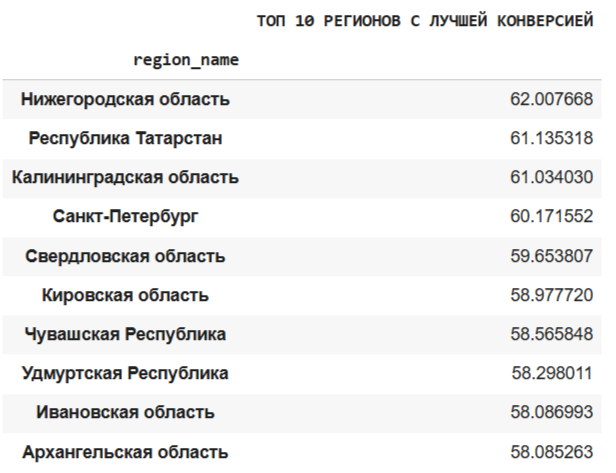 ТОП 10 РЕГИОНОВ С ЛУЧШЕЙ КОНВЕРСИЕЙ
region_name
Нижегородская область 62.007668
Республика Татарстан 61.135318
Калининградская область 61.034030
Санкт-Петербург 60.171552
Свердловская область 59.653807
Кировская область 58.977720
Чувашская Республика 58.565848
Удмуртская Республика 58.298011
Ивановская область 58.086993
Архангельская область 58.085263